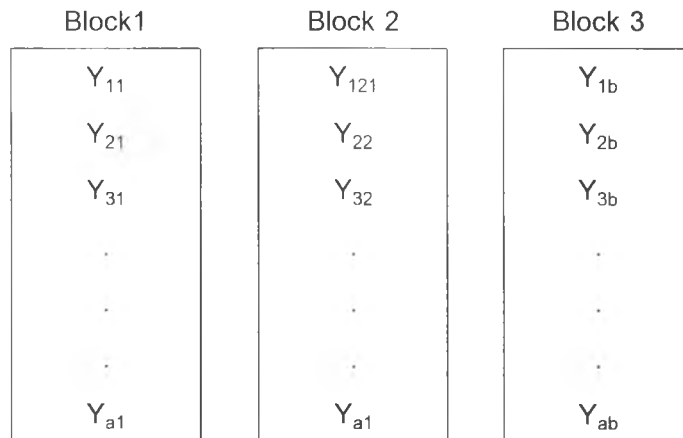 Block1 Block 2 Block 3
Y11 Y121 Y1b
Y21 Y22 Y2b
Y31 Y32 Y3b
. . .
. . .
. . .
Ya1 Ya1 Yab